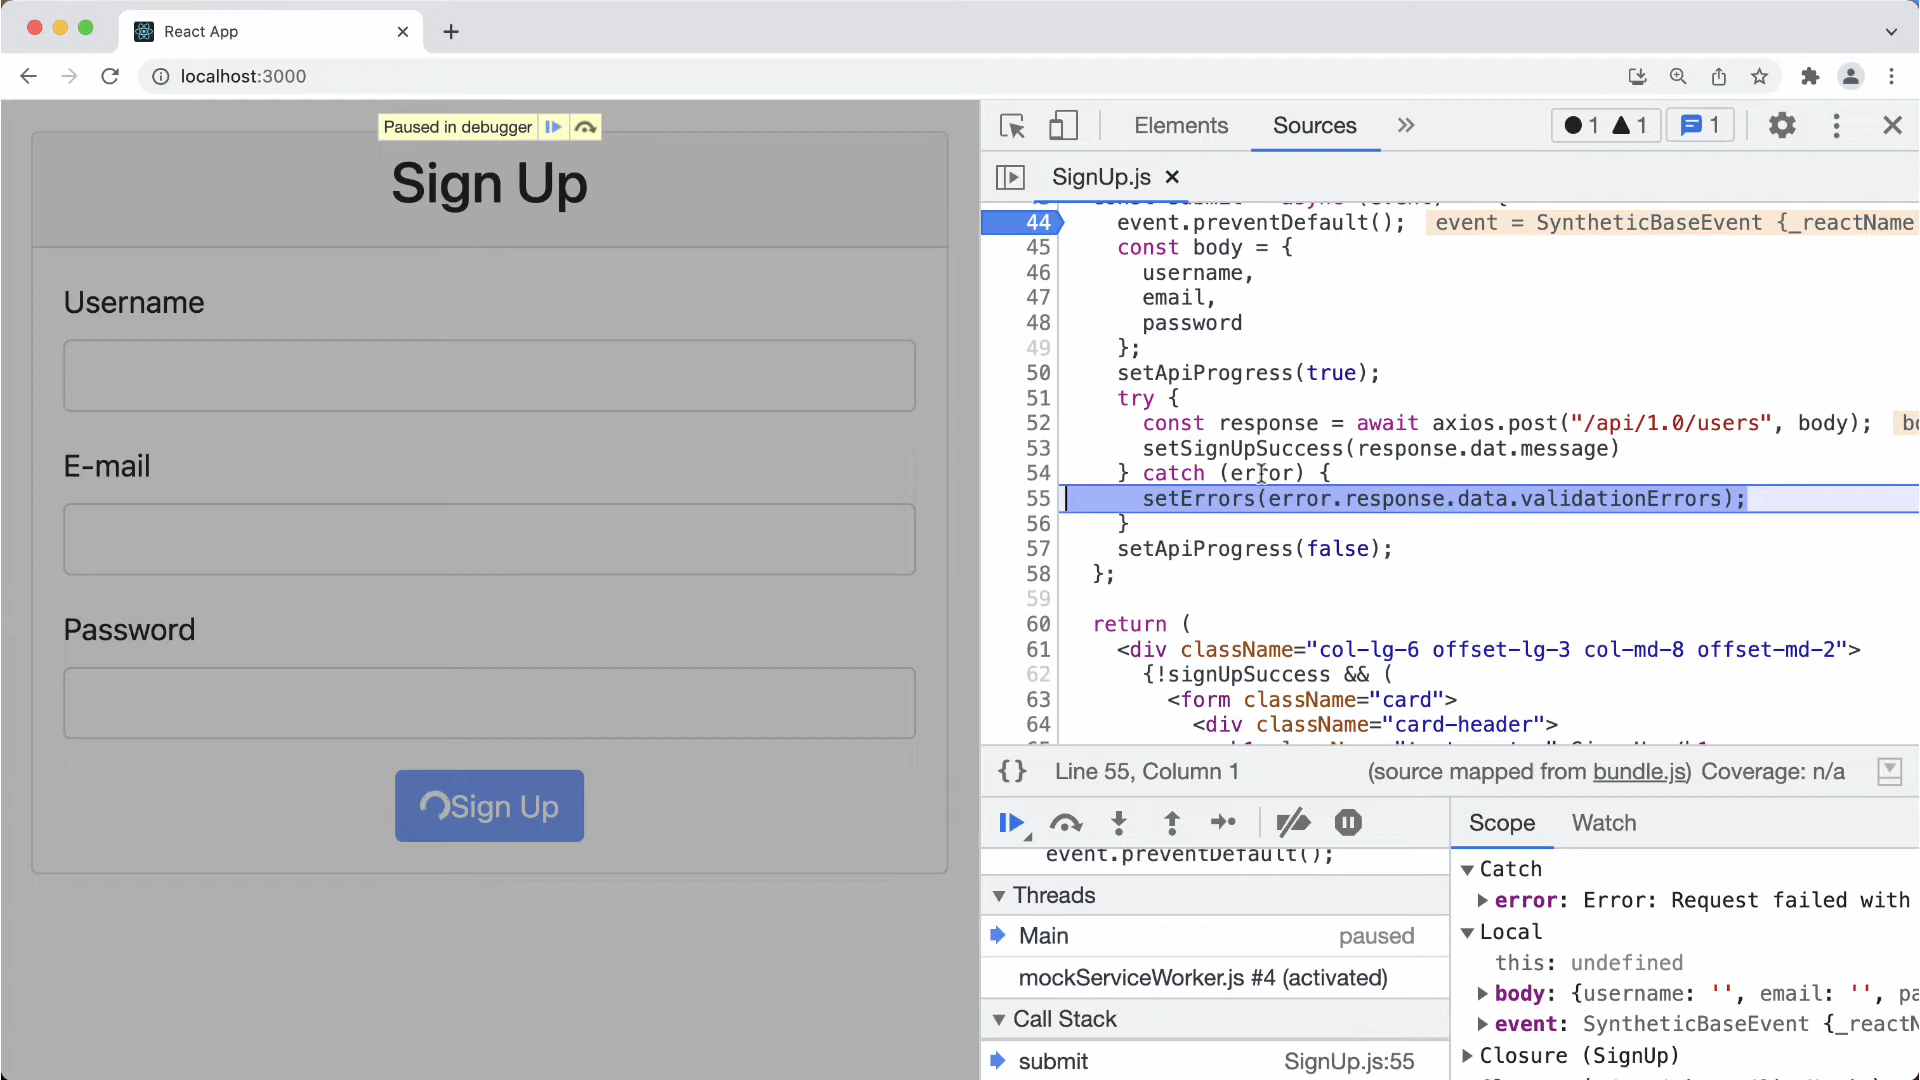 React App
localhost:3000
Paused in debugger
Sign Up
Username
E-mail
Password
Sign Up
Elements
Sources
1
1
1
SignUp.js
44 event.preventDefault(); event = SyntheticBaseEvent {_reactName
45 const body = {
46 username,
47 email,
48 password
49 };
50 setApiProgress(true);
51 try {
52 const response = await axios.post("/api/1.0/users", body);
53 setSignUpSuccess(response.dat.message)
54 } catch (error) {
55 setErrors(error.response.data.validationErrors);
56 }
57 setApiProgress(false);
58 };
59
60 return (
61 <div className="col-lg-6 offset-lg-3 col-md-8 offset-md-2">
62 {!signUpSuccess && (
63 <form className="card">
64 <div className="card-header">
{} Line 55, Column 1 (source mapped from bundle.js) Coverage: n/a
event.preventDefault();
Threads
Main paused
mockServiceWorker.js #4 (activated)
Call Stack
submit SignUp.js:55
Scope
Watch
Catch
error: Error: Request failed with
Local
this: undefined
body: {username: '', email: '', pa
event: SyntheticBaseEvent {_reactN
Closure (SignUp)